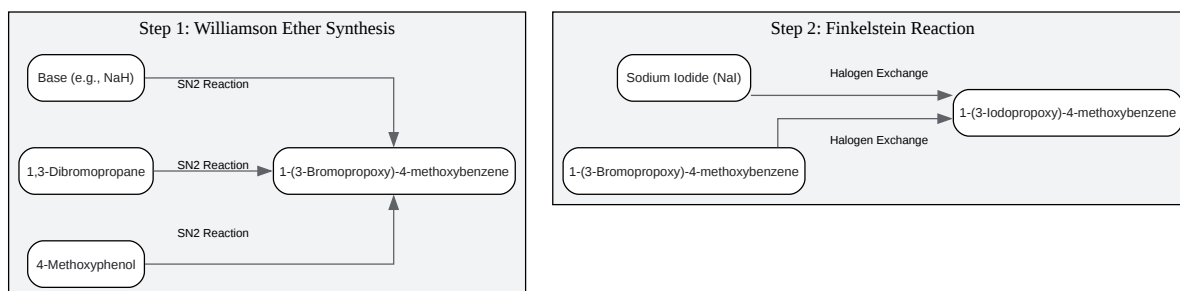 Step 1: Williamson Ether Synthesis
Base (e.g., NaH)
SN2 Reaction
1,3-Dibromopropane
SN2 Reaction
1-(3-Bromopropoxy)-4-methoxybenzene
SN2 Reaction
4-Methoxyphenol
Step 2: Finkelstein Reaction
Sodium Iodide (NaI)
Halogen Exchange
1-(3-Iodopropoxy)-4-methoxybenzene
Halogen Exchange
1-(3-Bromopropoxy)-4-methoxybenzene